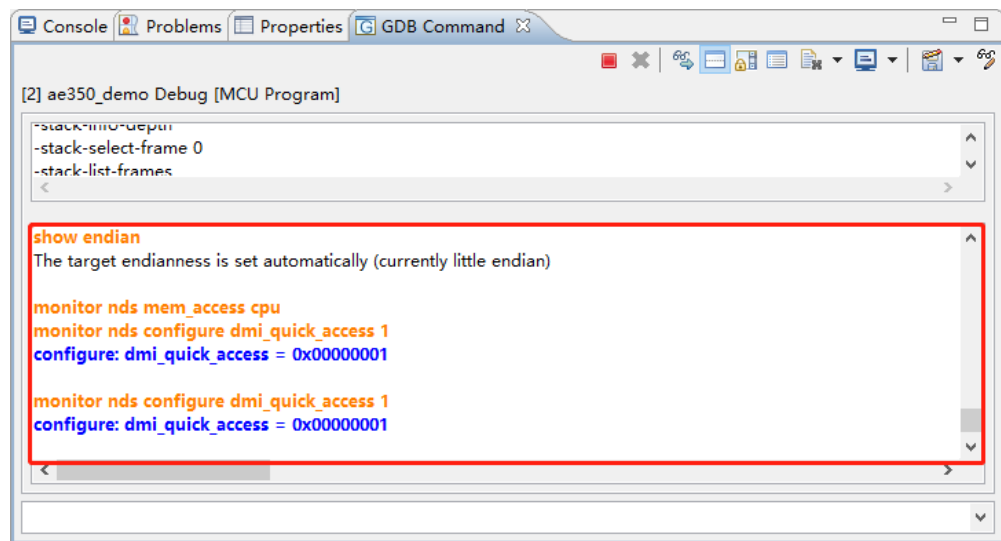 Console Problems Properties GDB Command
[2] ae350_demo Debug [MCU Program]
-stack-info-depth
-stack-select-frame 0
-stack-list-frames
show endian
The target endianness is set automatically (currently little endian)
monitor nds mem_access cpu
monitor nds configure dmi_quick_access 1
configure: dmi_quick_access = 0x00000001
monitor nds configure dmi_quick_access 1
configure: dmi_quick_access = 0x00000001